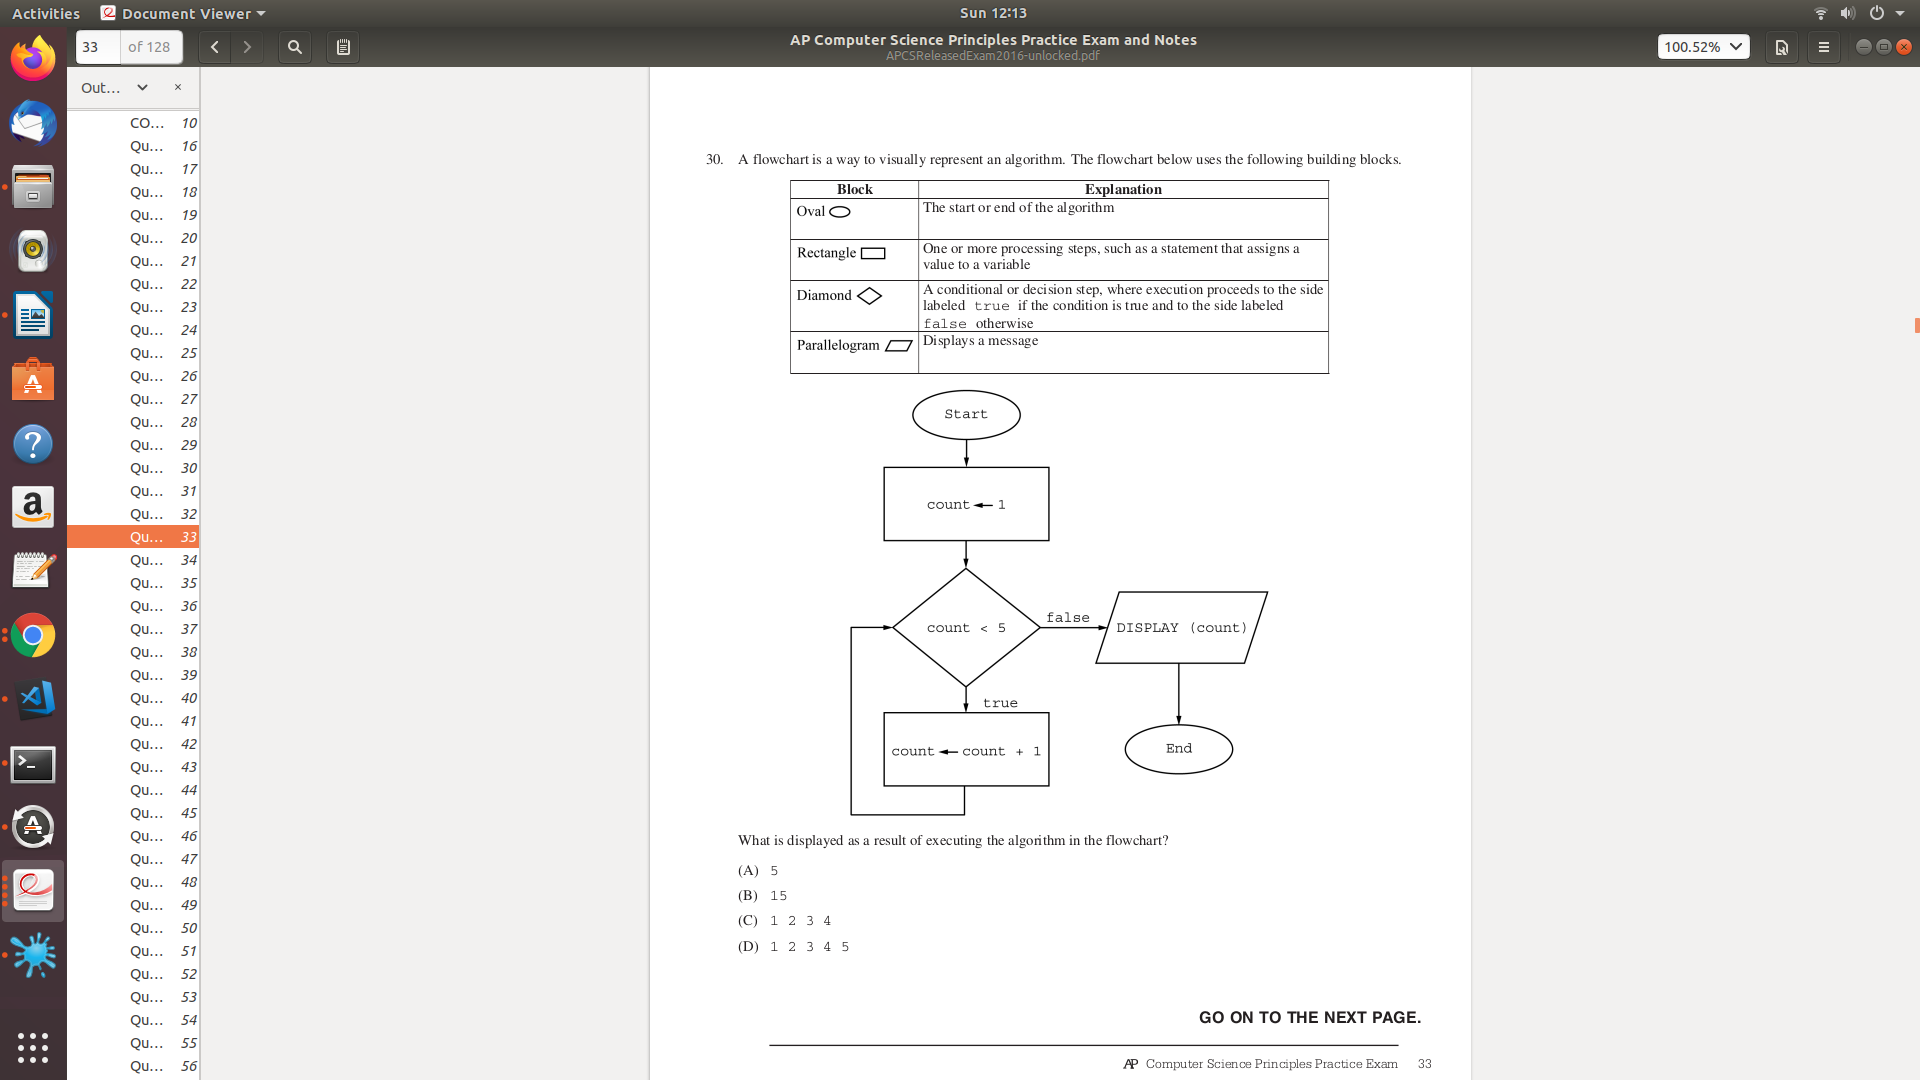 Activities
Document Viewer
Sun 12:13
33 of 128
AP Computer Science Principles Practice Exam and Notes
APCSReleasedExam2016-unlocked.pdf
100.52%
Out...
CO... 10
Qu... 16
Qu... 17
Qu... 18
Qu... 19
Qu... 20
Qu... 21
Qu... 22
Qu... 23
Qu... 24
Qu... 25
Qu... 26
Qu... 27
Qu... 28
Qu... 29
Qu... 30
Qu... 31
Qu... 32
Qu... 33
Qu... 34
Qu... 35
Qu... 36
Qu... 37
Qu... 38
Qu... 39
Qu... 40
Qu... 41
Qu... 42
Qu... 43
Qu... 44
Qu... 45
Qu... 46
Qu... 47
Qu... 48
Qu... 49
Qu... 50
Qu... 51
Qu... 52
Qu... 53
Qu... 54
Qu... 55
Qu... 56
30. A flowchart is a way to visually represent an algorithm. The flowchart below uses the following building blocks.
Block Explanation
Oval The start or end of the algorithm
Rectangle One or more processing steps, such as a statement that assigns a
value to a variable
Diamond A conditional or decision step, where execution proceeds to the side
labeled true if the condition is true and to the side labeled
false otherwise
Parallelogram Displays a message
Start
count ← 1
count < 5
false
DISPLAY (count)
true
count ← count + 1
End
What is displayed as a result of executing the algorithm in the flowchart?
(A) 5
(B) 15
(C) 1 2 3 4
(D) 1 2 3 4 5
GO ON TO THE NEXT PAGE.
AP Computer Science Principles Practice Exam 33